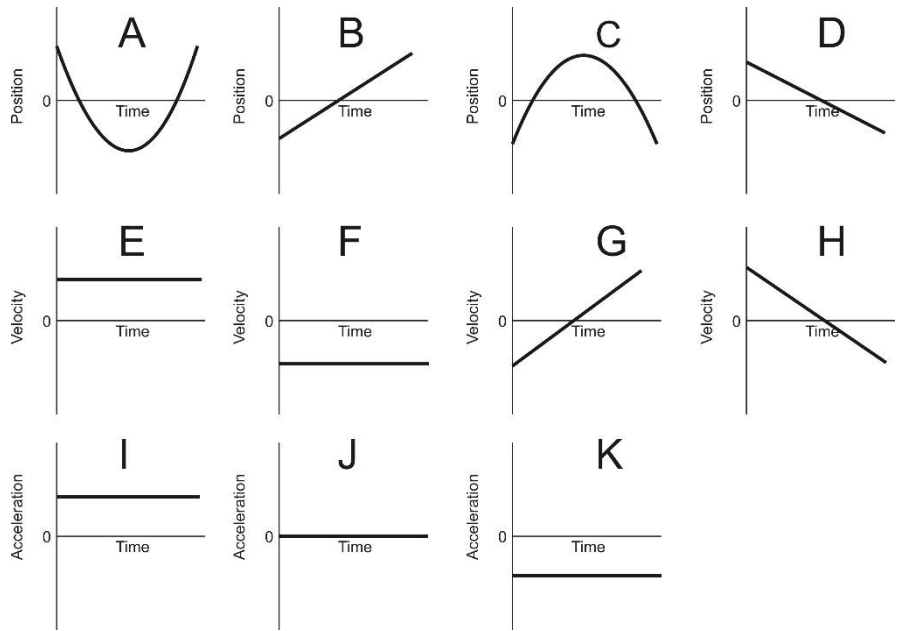 A
Position
0
Time
B
Position
0
Time
C
Position
0
Time
D
Position
0
Time
E
Velocity
0
Time
F
Velocity
0
Time
G
Velocity
0
Time
H
Velocity
0
Time
I
Acceleration
0
Time
J
Acceleration
0
Time
K
Acceleration
0
Time